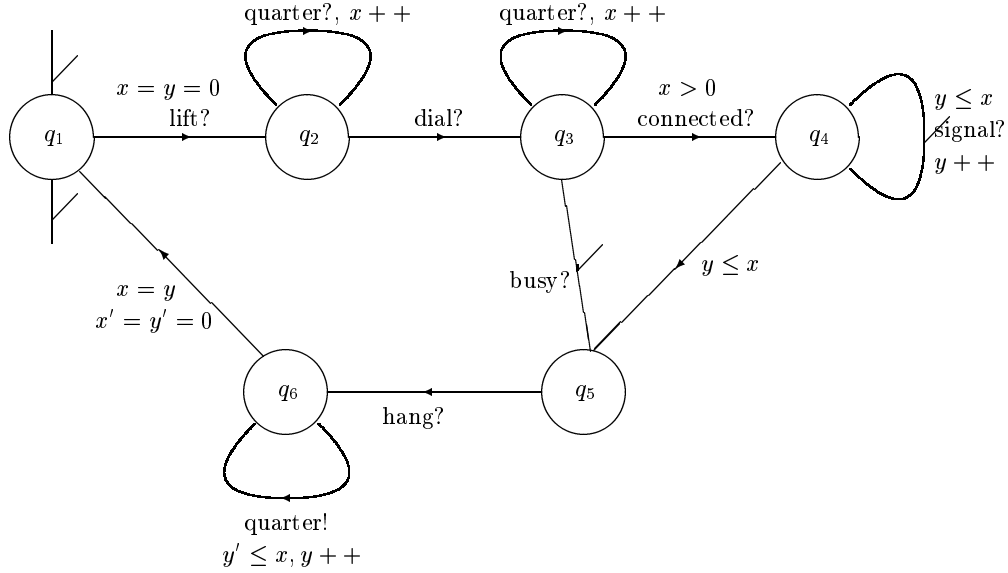 quarter?, x + +
quarter?, x + +
x = y = 0
lift?
dial?
x > 0
connected?
y ≤ x
signal?
y + +
q1
q2
q3
q4
busy?
y ≤ x
x = y
x′ = y′ = 0
q6
q5
hang?
quarter!
y′ ≤ x, y + +